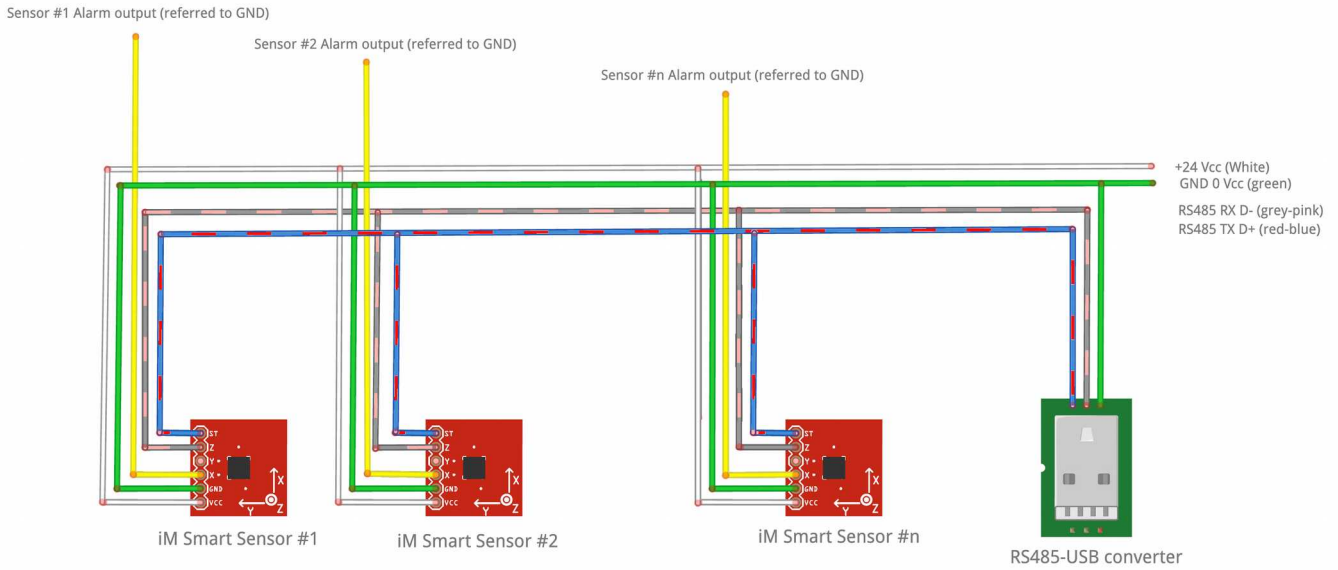 Sensor #1 Alarm output (referred to GND)
Sensor #2 Alarm output (referred to GND)
Sensor #n Alarm output (referred to GND)
+24 Vcc (White)
GND 0 Vcc (green)
RS485 RX D- (grey-pink)
RS485 TX D+ (red-blue)
ST
Z
Y
X
GND
VCC
X
Y
Z
ST
Z
Y
X
GND
VCC
X
Y
Z
ST
Z
Y
X
GND
VCC
X
Y
Z
iM Smart Sensor #1
iM Smart Sensor #2
iM Smart Sensor #n
RS485-USB converter